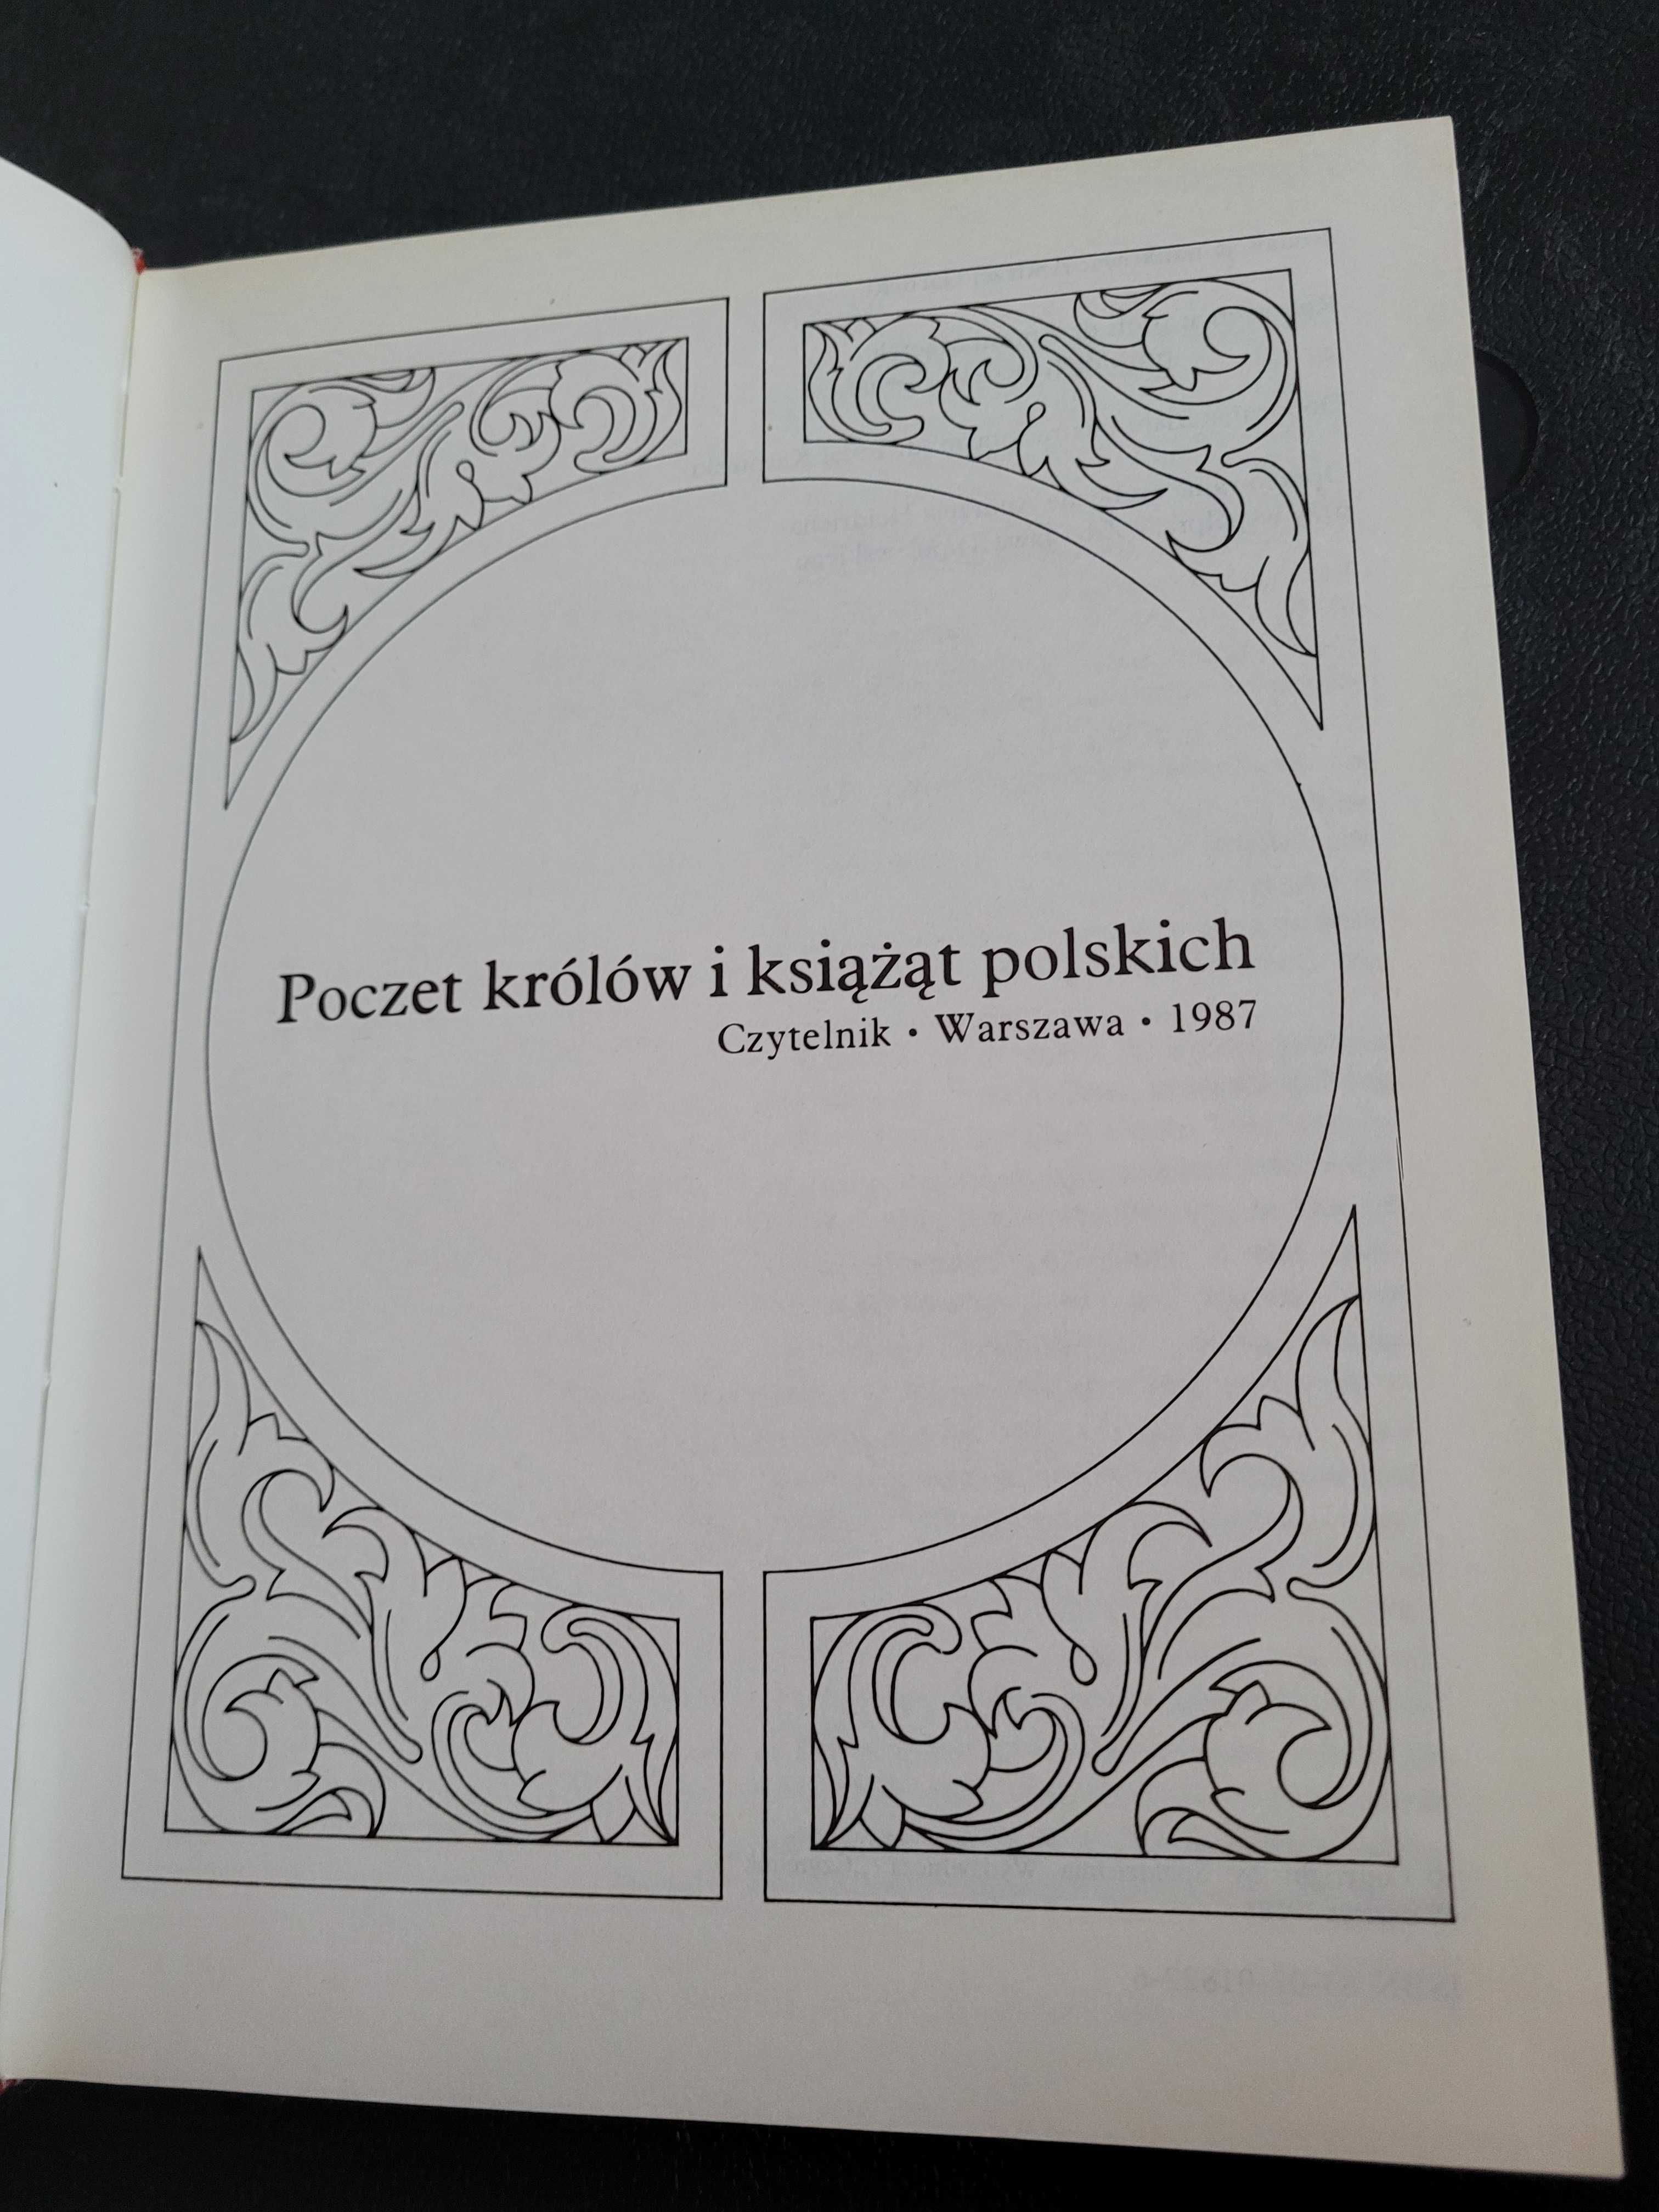 Poczet królów i książąt polskich
Czytelnik • Warszawa • 1987